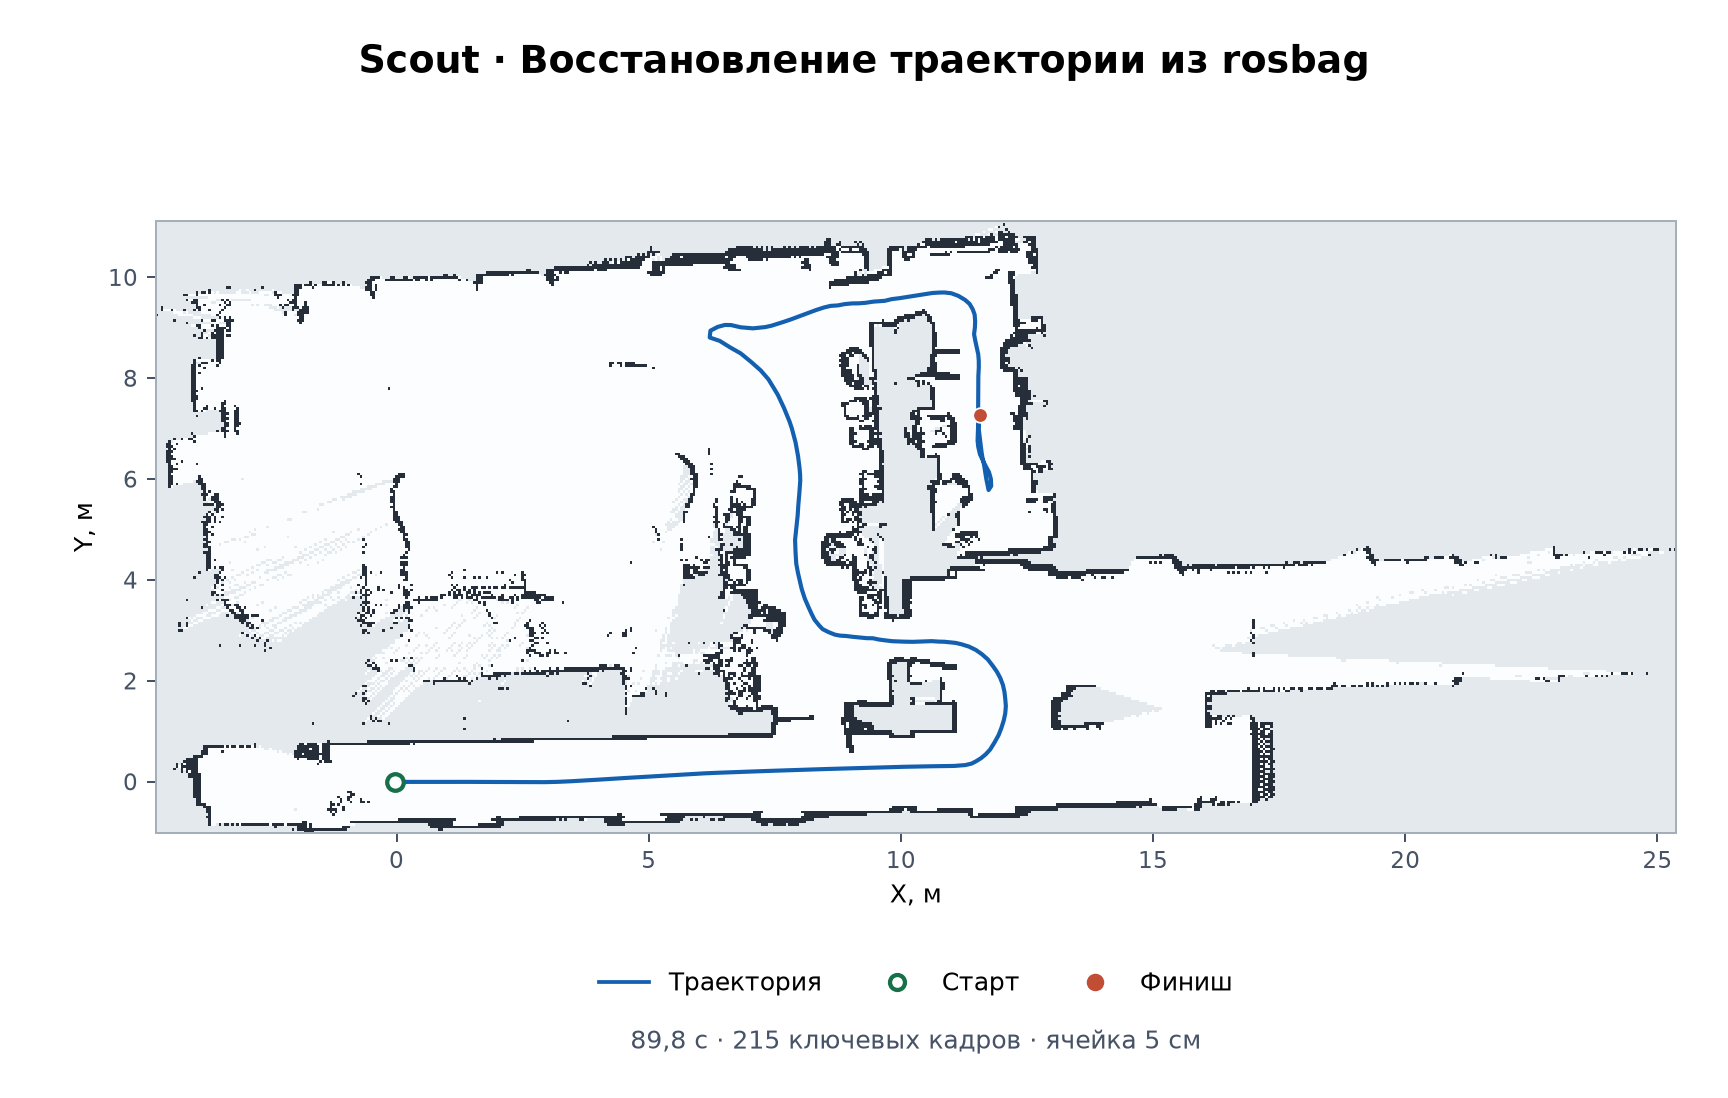 Scout · Восстановление траектории из rosbag
10
8
6
4
2
0
Y, м
0 5 10 15 20 25
X, м
Траектория Старт Финиш
89,8 с · 215 ключевых кадров · ячейка 5 см